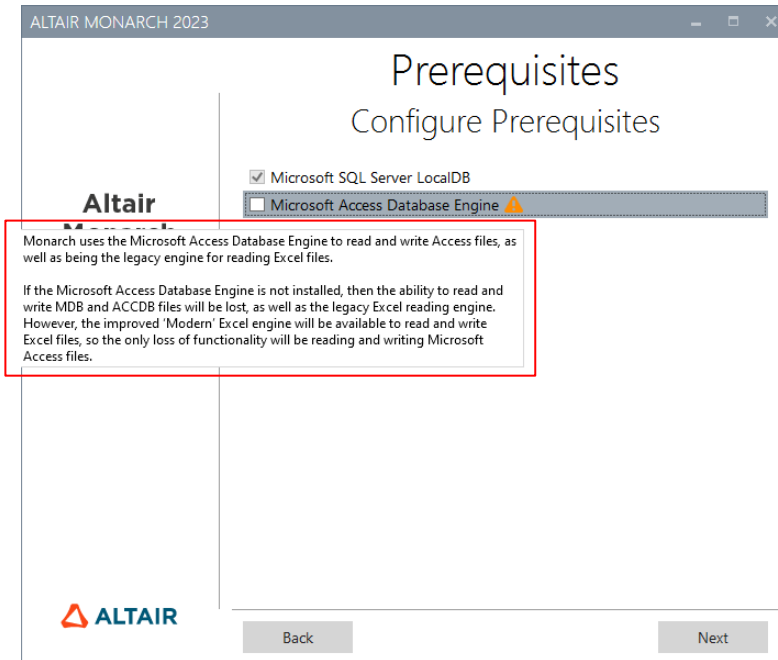 ALTAIR MONARCH 2023
Prerequisites
Configure Prerequisites
Microsoft SQL Server LocalDB
Microsoft Access Database Engine
Altair
Monarch
Monarch uses the Microsoft Access Database Engine to read and write Access files, as
well as being the legacy engine for reading Excel files.
If the Microsoft Access Database Engine is not installed, then the ability to read and
write MDB and ACCDB files will be lost, as well as the legacy Excel reading engine.
However, the improved 'Modern' Excel engine will be available to read and write
Excel files, so the only loss of functionality will be reading and writing Microsoft
Access files.
ALTAIR
Back
Next